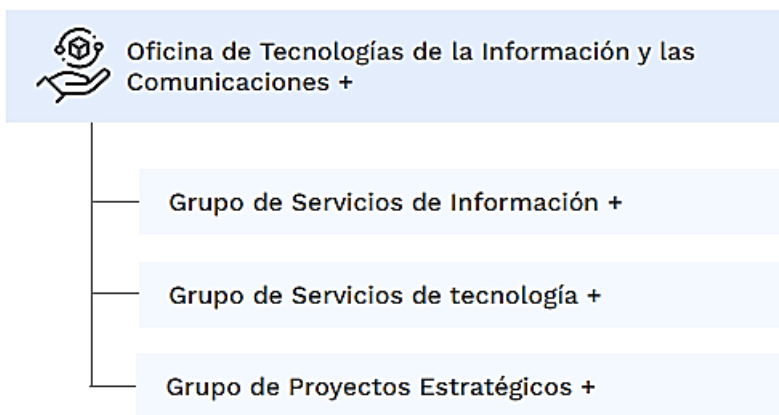 Oficina de Tecnologías de la Información y las
Comunicaciones +
Grupo de Servicios de Información +
Grupo de Servicios de tecnología +
Grupo de Proyectos Estratégicos +